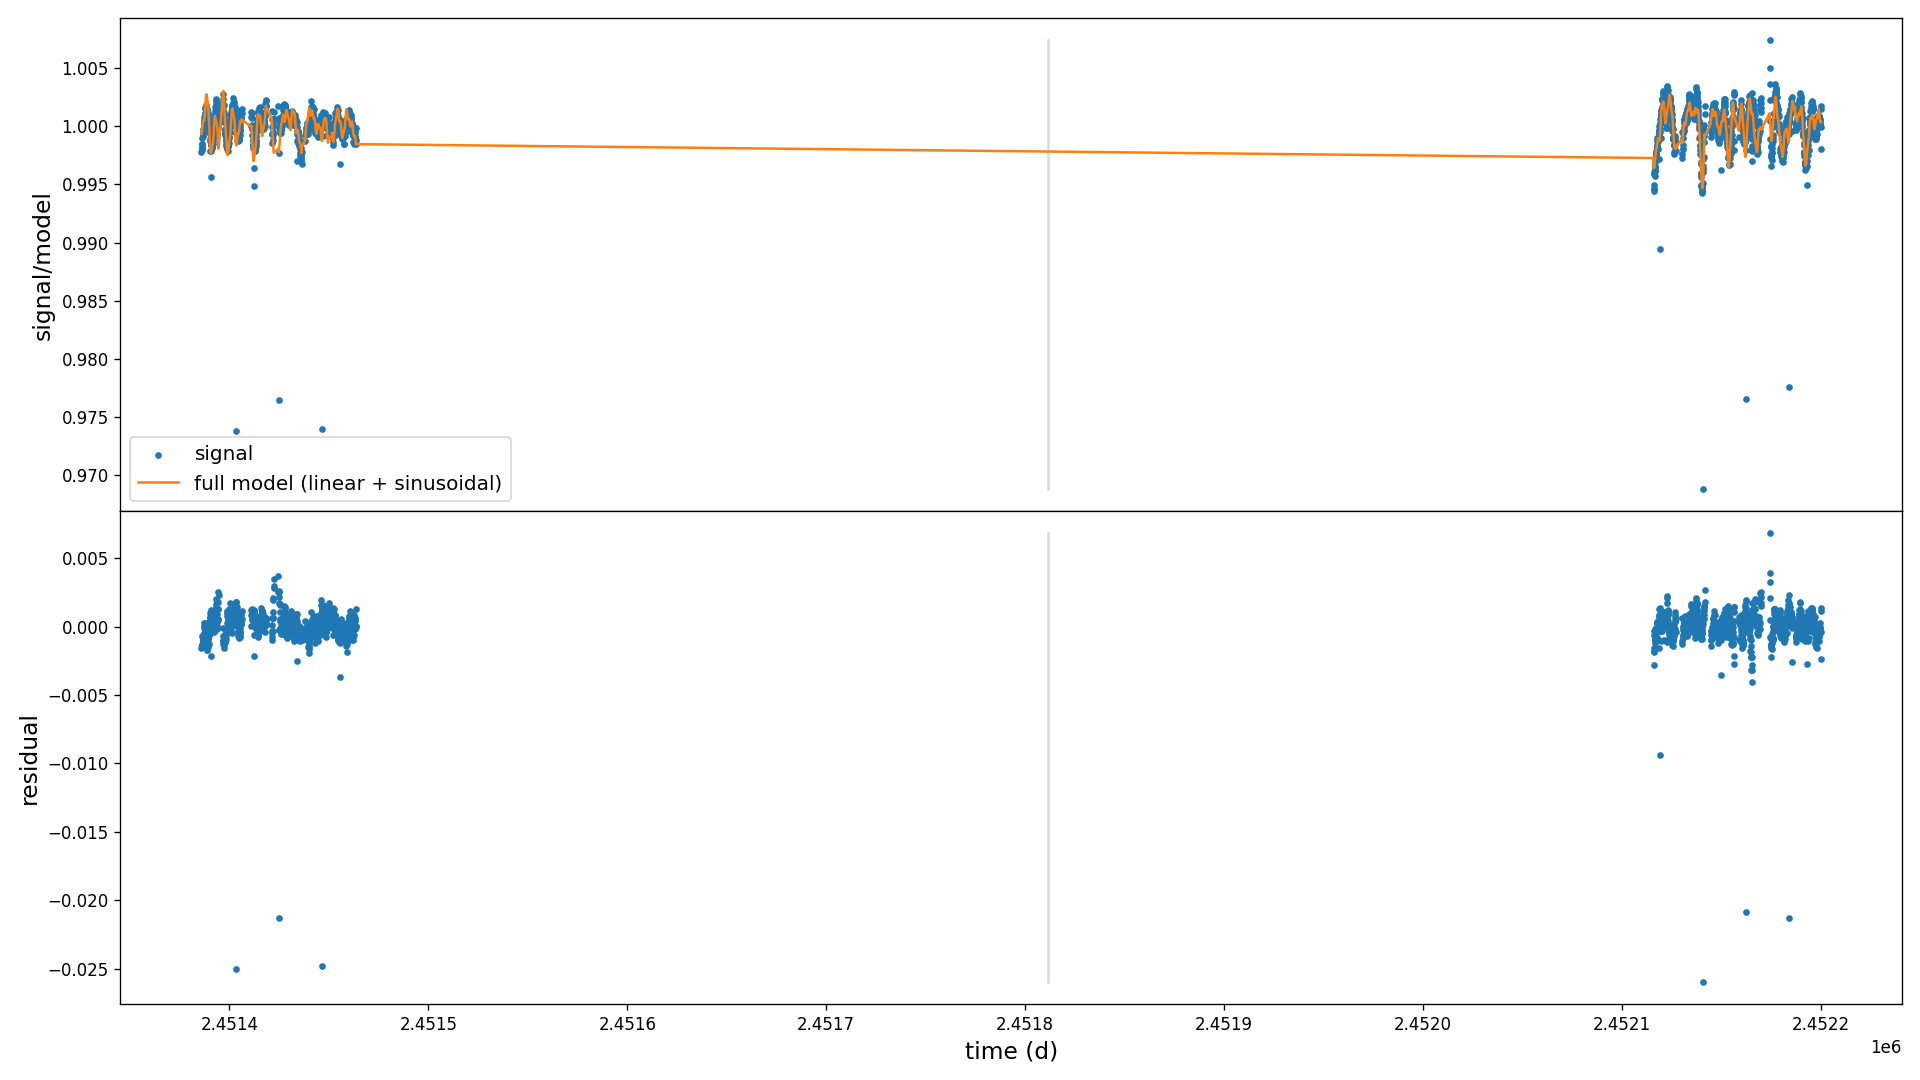 1.005
1.000
0.995
0.990
0.985
0.980
0.975
0.970
signal/model
signal
full model (linear + sinusoidal)
0.005
0.000
−0.005
−0.010
−0.015
−0.020
−0.025
residual
2.4514 2.4515 2.4516 2.4517 2.4518 2.4519 2.4520 2.4521 2.4522
time (d)
1e6